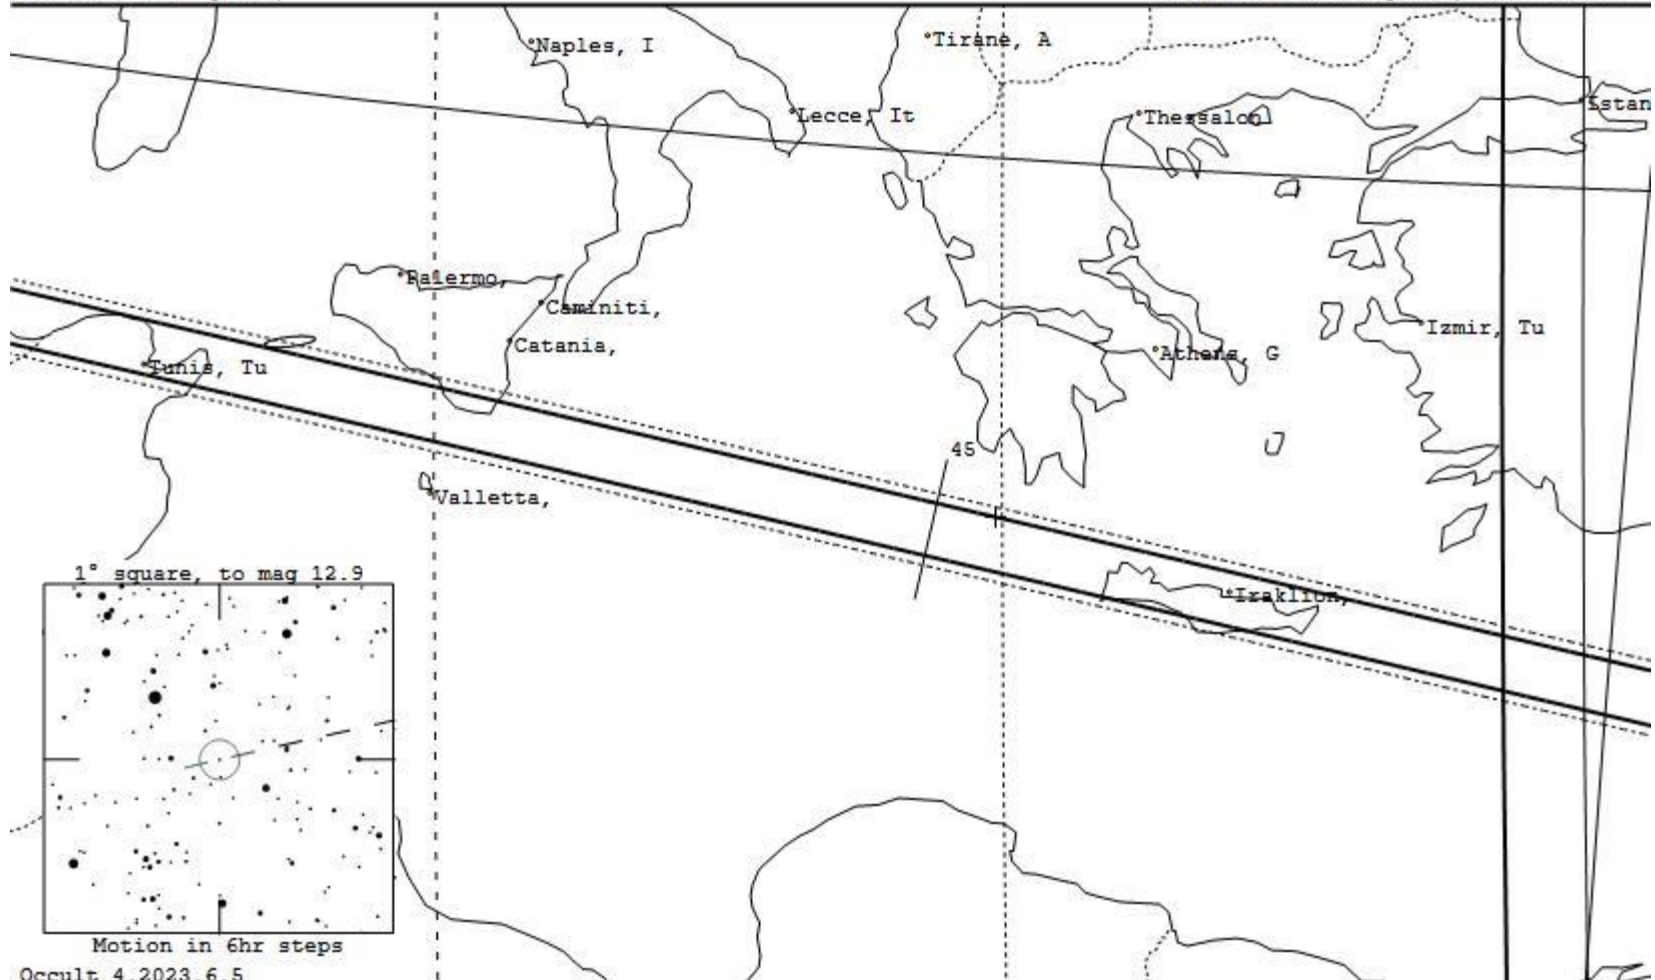 °Naples, I
°Tirane, A
°Lecce, It
°Thessalon
°Istan
°Palermo,
°Caminiti,
°Catania,
°Izmir, Tu
°Athens, G
°Tunis, Tu
45
°Valletta,
°Iraklion,
1° square, to mag 12.9
Motion in 6hr steps
Occult 4.2023.6.5